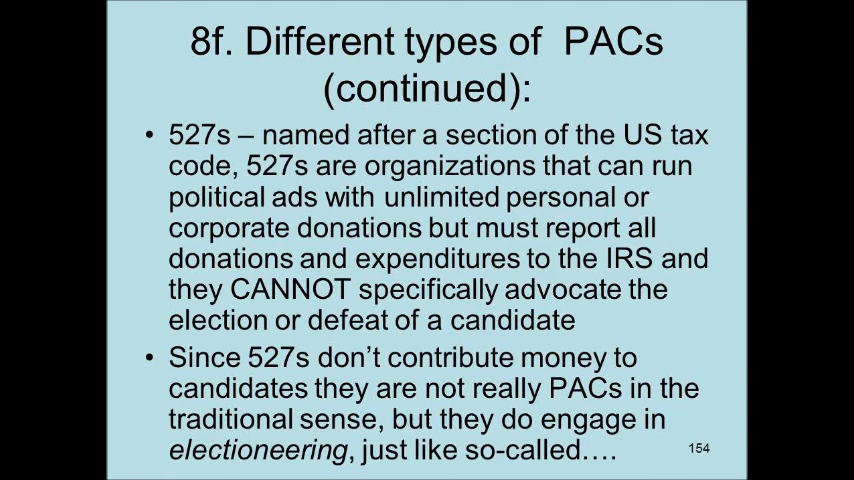 8f. Different types of  PACs
(continued):
• 527s – named after a section of the US tax
code, 527s are organizations that can run
political ads with unlimited personal or
corporate donations but must report all
donations and expenditures to the IRS and
they CANNOT specifically advocate the
election or defeat of a candidate
• Since 527s don't contribute money to
candidates they are not really PACs in the
traditional sense, but they do engage in
electioneering, just like so-called….
154